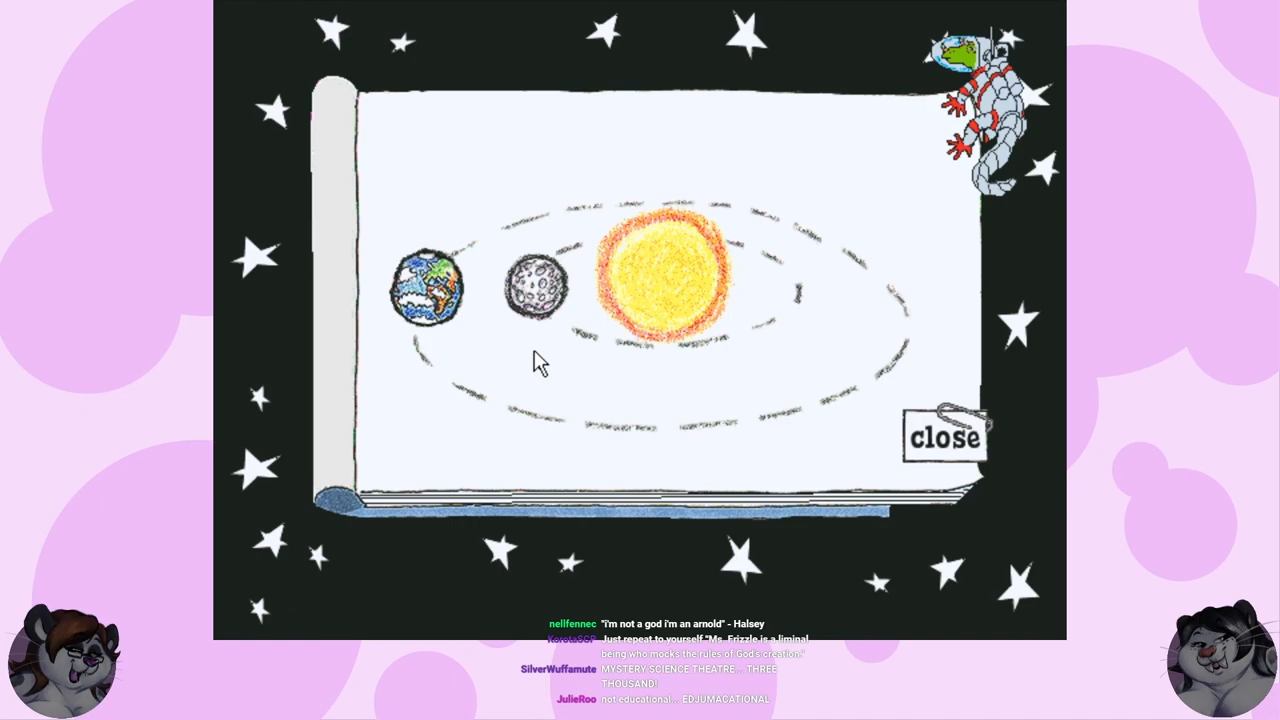 close
nellfennec "i'm not a god i'm an arnold" - Halsey
KorotaSCP Just repeat to yourself "Ms. Frizzle is a liminal
being who mocks the rules of God's creation."
SilverWuffamute MYSTERY SCIENCE THEATRE... THREE
THOUSAND!
JulieRoo not educational... EDJUMACATIONAL